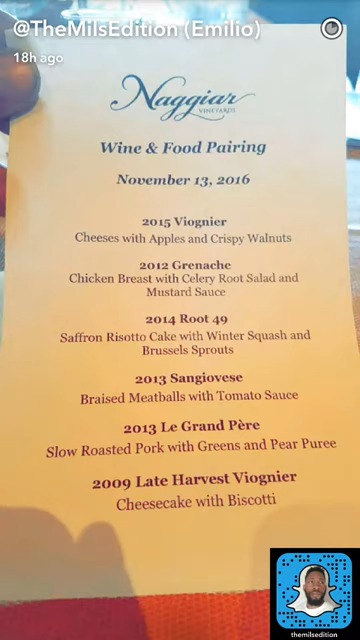 @TheMilsEdition (Emilio)
18h ago
Naggiar
VINEYARDS
Wine & Food Pairing
November 13, 2016
2015 Viognier
Cheeses with Apples and Crispy Walnuts
2012 Grenache
Chicken Breast with Celery Root Salad and
Mustard Sauce
2014 Root 49
Saffron Risotto Cake with Winter Squash and
Brussels Sprouts
2013 Sangiovese
Braised Meatballs with Tomato Sauce
2013 Le Grand Père
Slow Roasted Pork with Greens and Pear Puree
2009 Late Harvest Viognier
Cheesecake with Biscotti
themilsedition